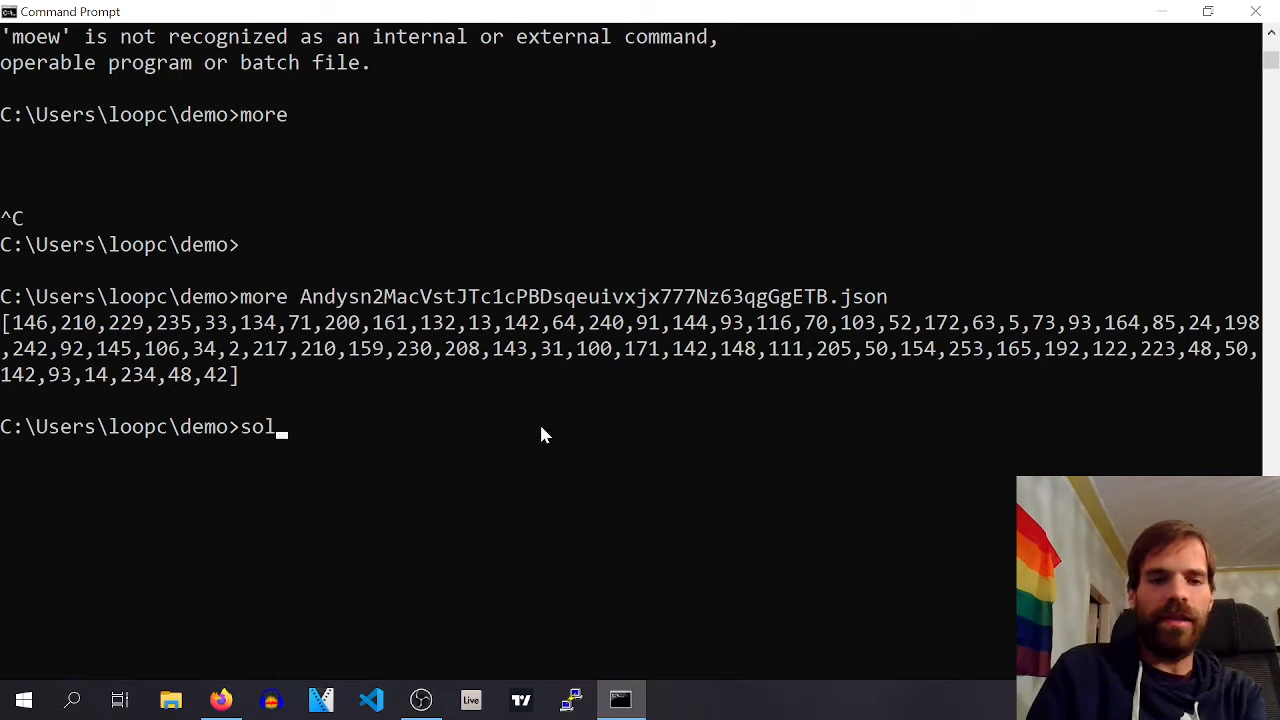 Command Prompt
'moew' is not recognized as an internal or external command,
operable program or batch file.
C:\Users\loopc\demo>more
^C
C:\Users\loopc\demo>
C:\Users\loopc\demo>more Andysn2MacVstJTc1cPBDsqeuivxjx777Nz63qgGgETB.json
[146,210,229,235,33,134,71,200,161,132,13,142,64,240,91,144,93,116,70,103,52,172,63,5,73,93,164,85,24,198
,242,92,145,106,34,2,217,210,159,230,208,143,31,100,171,142,148,111,205,50,154,253,165,192,122,223,48,50,
142,93,14,234,48,42]
C:\Users\loopc\demo>sol
Live